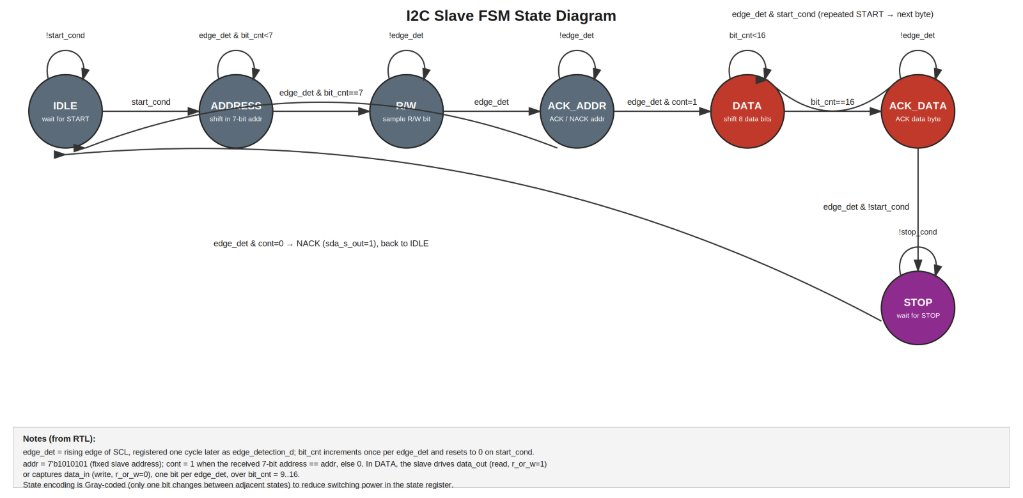 I2C Slave FSM State Diagram
edge_det & start_cond (repeated START → next byte)
!start_cond
edge_det & bit_cnt<7
!edge_det
!edge_det
bit_cnt<16
!edge_det
IDLE
wait for START
start_cond
ADDRESS
shift in 7-bit addr
edge_det & bit_cnt==7
R/W
sample R/W bit
edge_det
ACK_ADDR
ACK / NACK addr
edge_det & cont=1
DATA
shift 8 data bits
bit_cnt==16
ACK_DATA
ACK data byte
edge_det & !start_cond
!stop_cond
edge_det & cont=0 → NACK (sda_s_out=1), back to IDLE
STOP
wait for STOP
Notes (from RTL):
edge_det = rising edge of SCL, registered one cycle later as edge_detection_d; bit_cnt increments once per edge_det and resets to 0 on start_cond.
addr = 7'b1010101 (fixed slave address); cont = 1 when the received 7-bit address == addr, else 0. In DATA, the slave drives data_out (read, r_or_w=1)
or captures data_in (write, r_or_w=0), one bit per edge_det, over bit_cnt = 9..16.
State encoding is Gray-coded (only one bit changes between adjacent states) to reduce switching power in the state register.